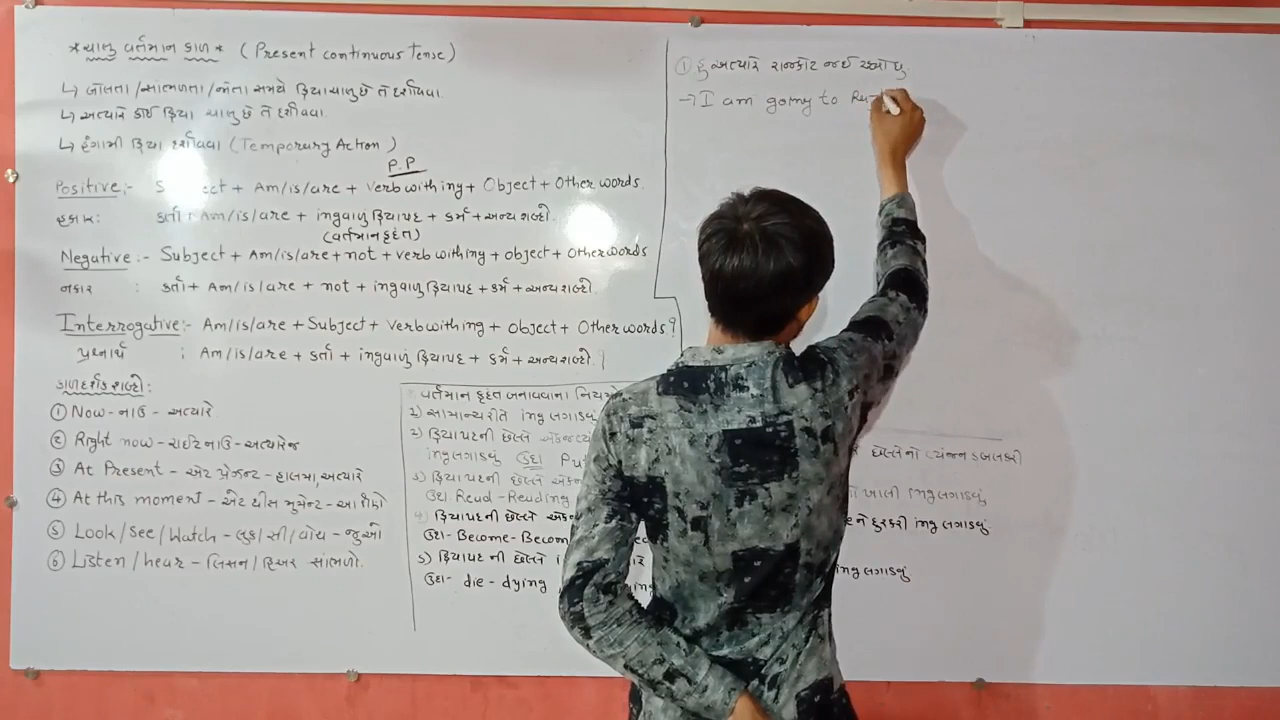 * ચાલુ વર્તમાન કાળ * (Present continuous Tense)
↳ બોલતા/સાંભળતા/જોતા સમયે ક્રિયા ચાલુ છે તે દર્શાવવા.
↳ અત્યારે કોઈ ક્રિયા ચાલુ છે તે દર્શાવવા.
↳ હંગામી ક્રિયા દર્શાવવા (Temporary Action)
P.P
Positive:- + Am/is/are + Verb with ing + Object + Other words.
હકાર: કર્તા + Am/is/are + ingવાળું ક્રિયાપદ + કર્મ + અન્ય શબ્દો.
(વર્તમાન કૃદંત)
Negative:- Subject + Am/is/are + not + verb with ing + object + Other words
નકાર : કર્તા + Am/is/are + not + ingવાળું ક્રિયાપદ + કર્મ + અન્ય શબ્દો.
Interrogative:- Am/is/are + Subject + Verb with ing + Object + Other words?
પ્રશ્નાર્થ : Am/is/are + કર્તા + ingવાળું ક્રિયાપદ + કર્મ + અન્ય શબ્દો.
કાળદર્શક શબ્દો:
① Now - નાઉ - અત્યારે
② Right now - રાઈટ નાઉ - અત્યારેજ
③ At Present - એટ પ્રેઝન્ટ - હાલમાં, અત્યારે
④ At this moment - એટ ધીસ મુમેન્ટ - આ ક્ષણે
⑤ Look/See/Watch - લુક/સી/વોચ - જુઓ
⑥ Listen/hear - લિસન/હિઅર સાંભળો.
વર્તમાન કૃદંત બનાવવાના
1) સામાન્ય રીતે ing લગાડવું
2) ક્રિયાપદની છેલ્લે છેલ્લેનો વ્યંજન ડબલ કરી
ing લગાડવું ઉદા Put
3) ક્રિયાપદની છેલ્લે ખાલી ing લગાડવું
ઉદા Read - Reading
4) ક્રિયાપદની છેલ્લે ને દુર કરી ing લગાડવું
ઉદા- Become - Becom
5) ક્રિયાપદ ની છેલ્લે ing લગાડવું
ઉદા- die - dying
① હું અત્યારે રાજકોટ જઈ રહ્યો છું.
→ I am going to